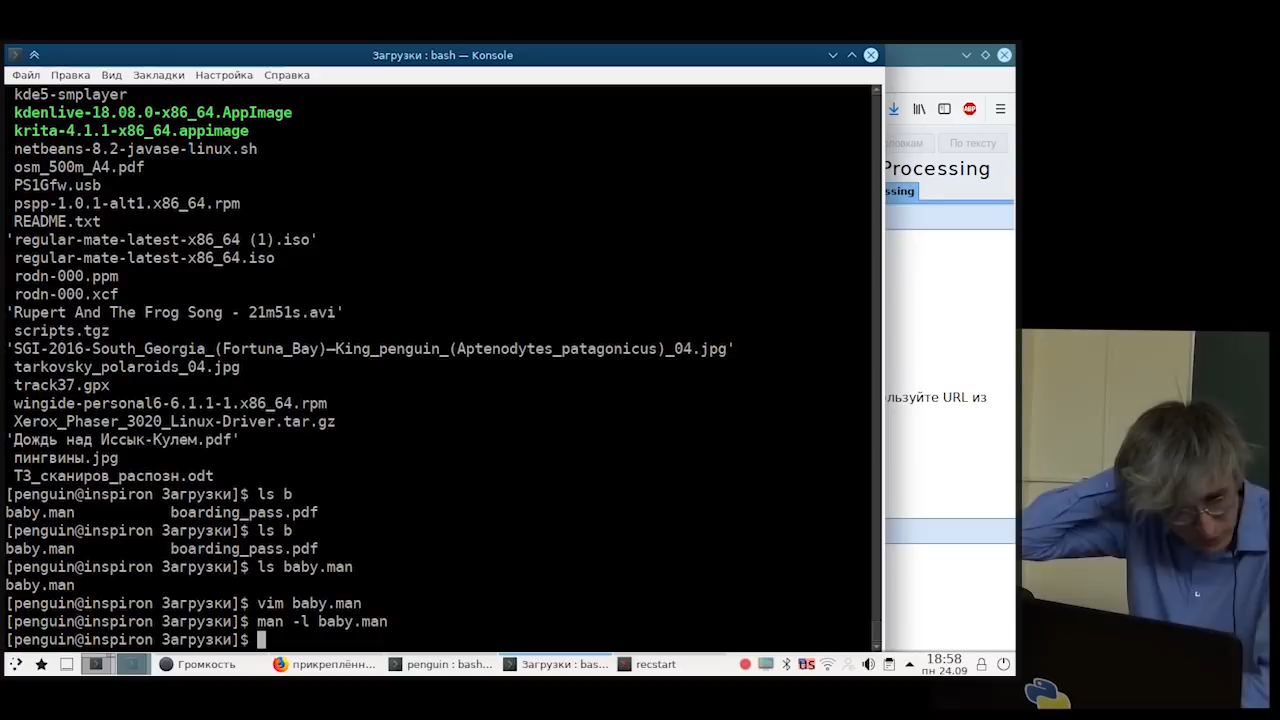 Загрузки : bash — Konsole
Файл Правка Вид Закладки Настройка Справка
kde5-smplayer
kdenlive-18.08.0-x86_64.AppImage
krita-4.1.1-x86_64.appimage
netbeans-8.2-javase-linux.sh
osm_500m_A4.pdf
PS1Gfw.usb
pspp-1.0.1-alt1.x86_64.rpm
README.txt
'regular-mate-latest-x86_64 (1).iso'
regular-mate-latest-x86_64.iso
rodn-000.ppm
rodn-000.xcf
'Rupert And The Frog Song - 21m51s.avi'
scripts.tgz
'SGI-2016-South_Georgia_(Fortuna_Bay)–King_penguin_(Aptenodytes_patagonicus)_04.jpg'
tarkovsky_polaroids_04.jpg
track37.gpx
wingide-personal6-6.1.1-1.x86_64.rpm
Xerox_Phaser_3020_Linux-Driver.tar.gz
'Дождь над Иссык-Кулем.pdf'
пингвины.jpg
ТЗ_сканиров_распозн.odt
[penguin@inspiron Загрузки]$ ls b
baby.man boarding_pass.pdf
[penguin@inspiron Загрузки]$ ls b
baby.man boarding_pass.pdf
[penguin@inspiron Загрузки]$ ls baby.man
baby.man
[penguin@inspiron Загрузки]$ vim baby.man
[penguin@inspiron Загрузки]$ man -l baby.man
[penguin@inspiron Загрузки]$
ABP
ловкам По тексту
Processing
ssing
льзуйте URL из
Громкость прикреплённ... penguin : bash... Загрузки : bas... recstart us 18:58
пн 24.09